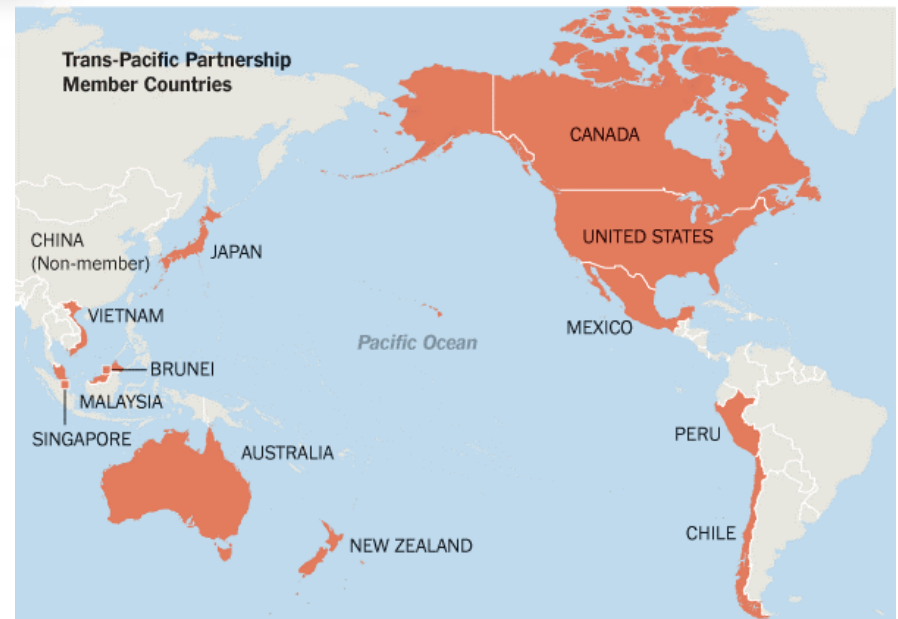 Trans-Pacific Partnership
Member Countries
CANADA
UNITED STATES
CHINA
(Non-member)
JAPAN
VIETNAM
MEXICO
Pacific Ocean
BRUNEI
MALAYSIA
SINGAPORE
PERU
AUSTRALIA
CHILE
NEW ZEALAND